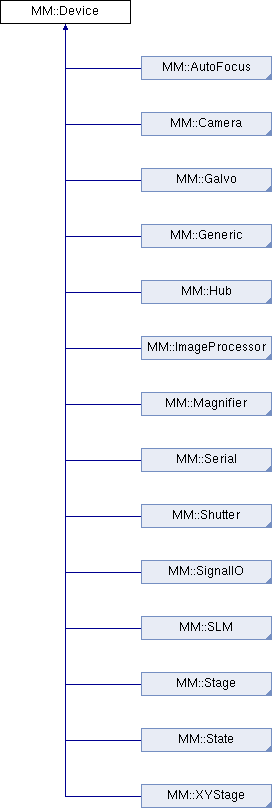 MM::Device
MM::AutoFocus
MM::Camera
MM::Galvo
MM::Generic
MM::Hub
MM::ImageProcessor
MM::Magnifier
MM::Serial
MM::Shutter
MM::SignalIO
MM::SLM
MM::Stage
MM::State
MM::XYStage